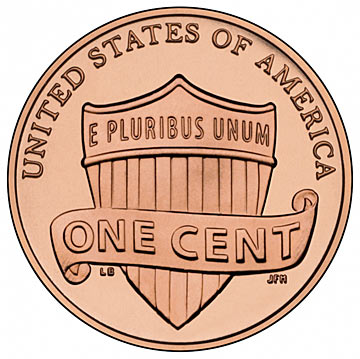 UNITED STATES OF AMERICA
E PLURIBUS UNUM
ONE CENT
LB
JFM